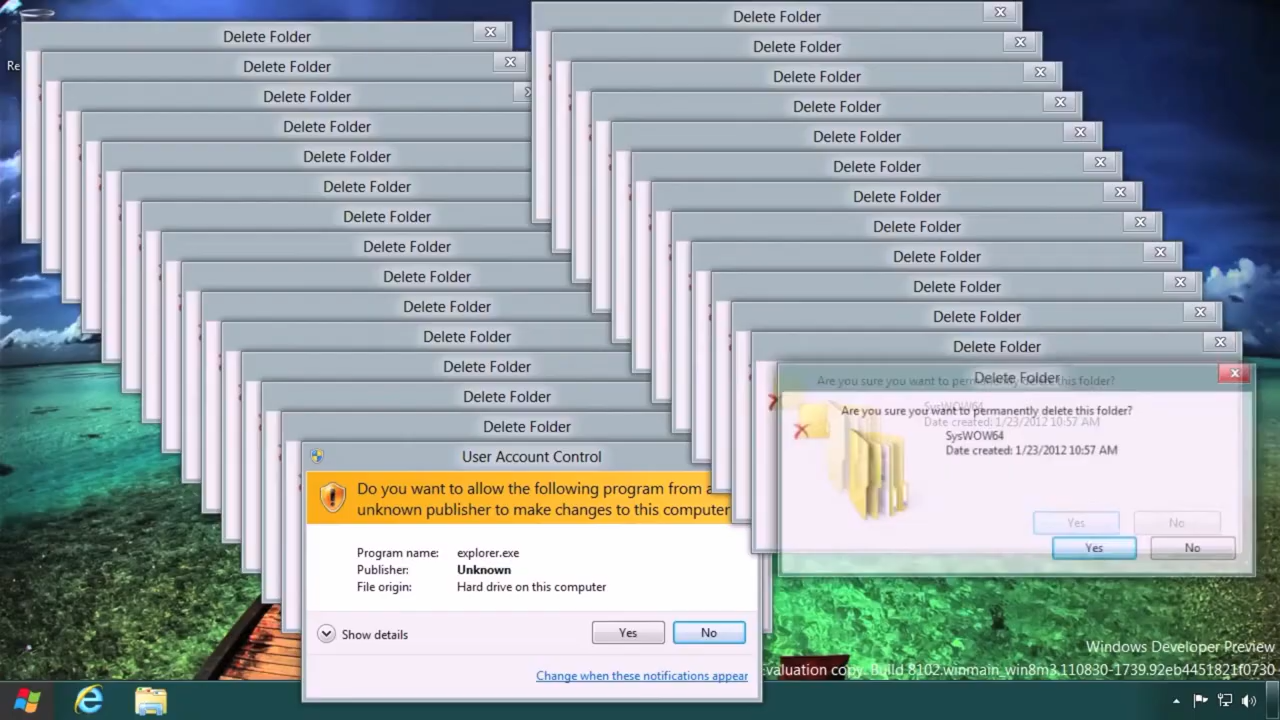 Delete Folder
Delete Folder
Delete Folder
Delete Folder
Delete Folder
Delete Folder
Delete Folder
Delete Folder
Delete Folder
Delete Folder
Delete Folder
Delete Folder
Delete Folder
Delete Folder
User Account Control
Do you want to allow the following program from a
unknown publisher to make changes to this computer
Program name: explorer.exe
Publisher: Unknown
File origin: Hard drive on this computer
Show details
Yes No
Change when these notifications appear
Delete Folder
Delete Folder
Delete Folder
Delete Folder
Delete Folder
Delete Folder
Delete Folder
Delete Folder
Delete Folder
Delete Folder
Delete Folder
Delete Folder
Delete Folder
Are you sure you want to permanently delete this folder?
SysWOW64
Date created: 1/23/2012 10:57 AM
Yes No
Are you sure you want to permanently delete this folder?
SysWOW64
Date created: 1/23/2012 10:57 AM
Yes No
Re
Windows Developer Preview
valuation copy. Build 8102.winmain_win8m3.110830-1739.92eb4451821f0730